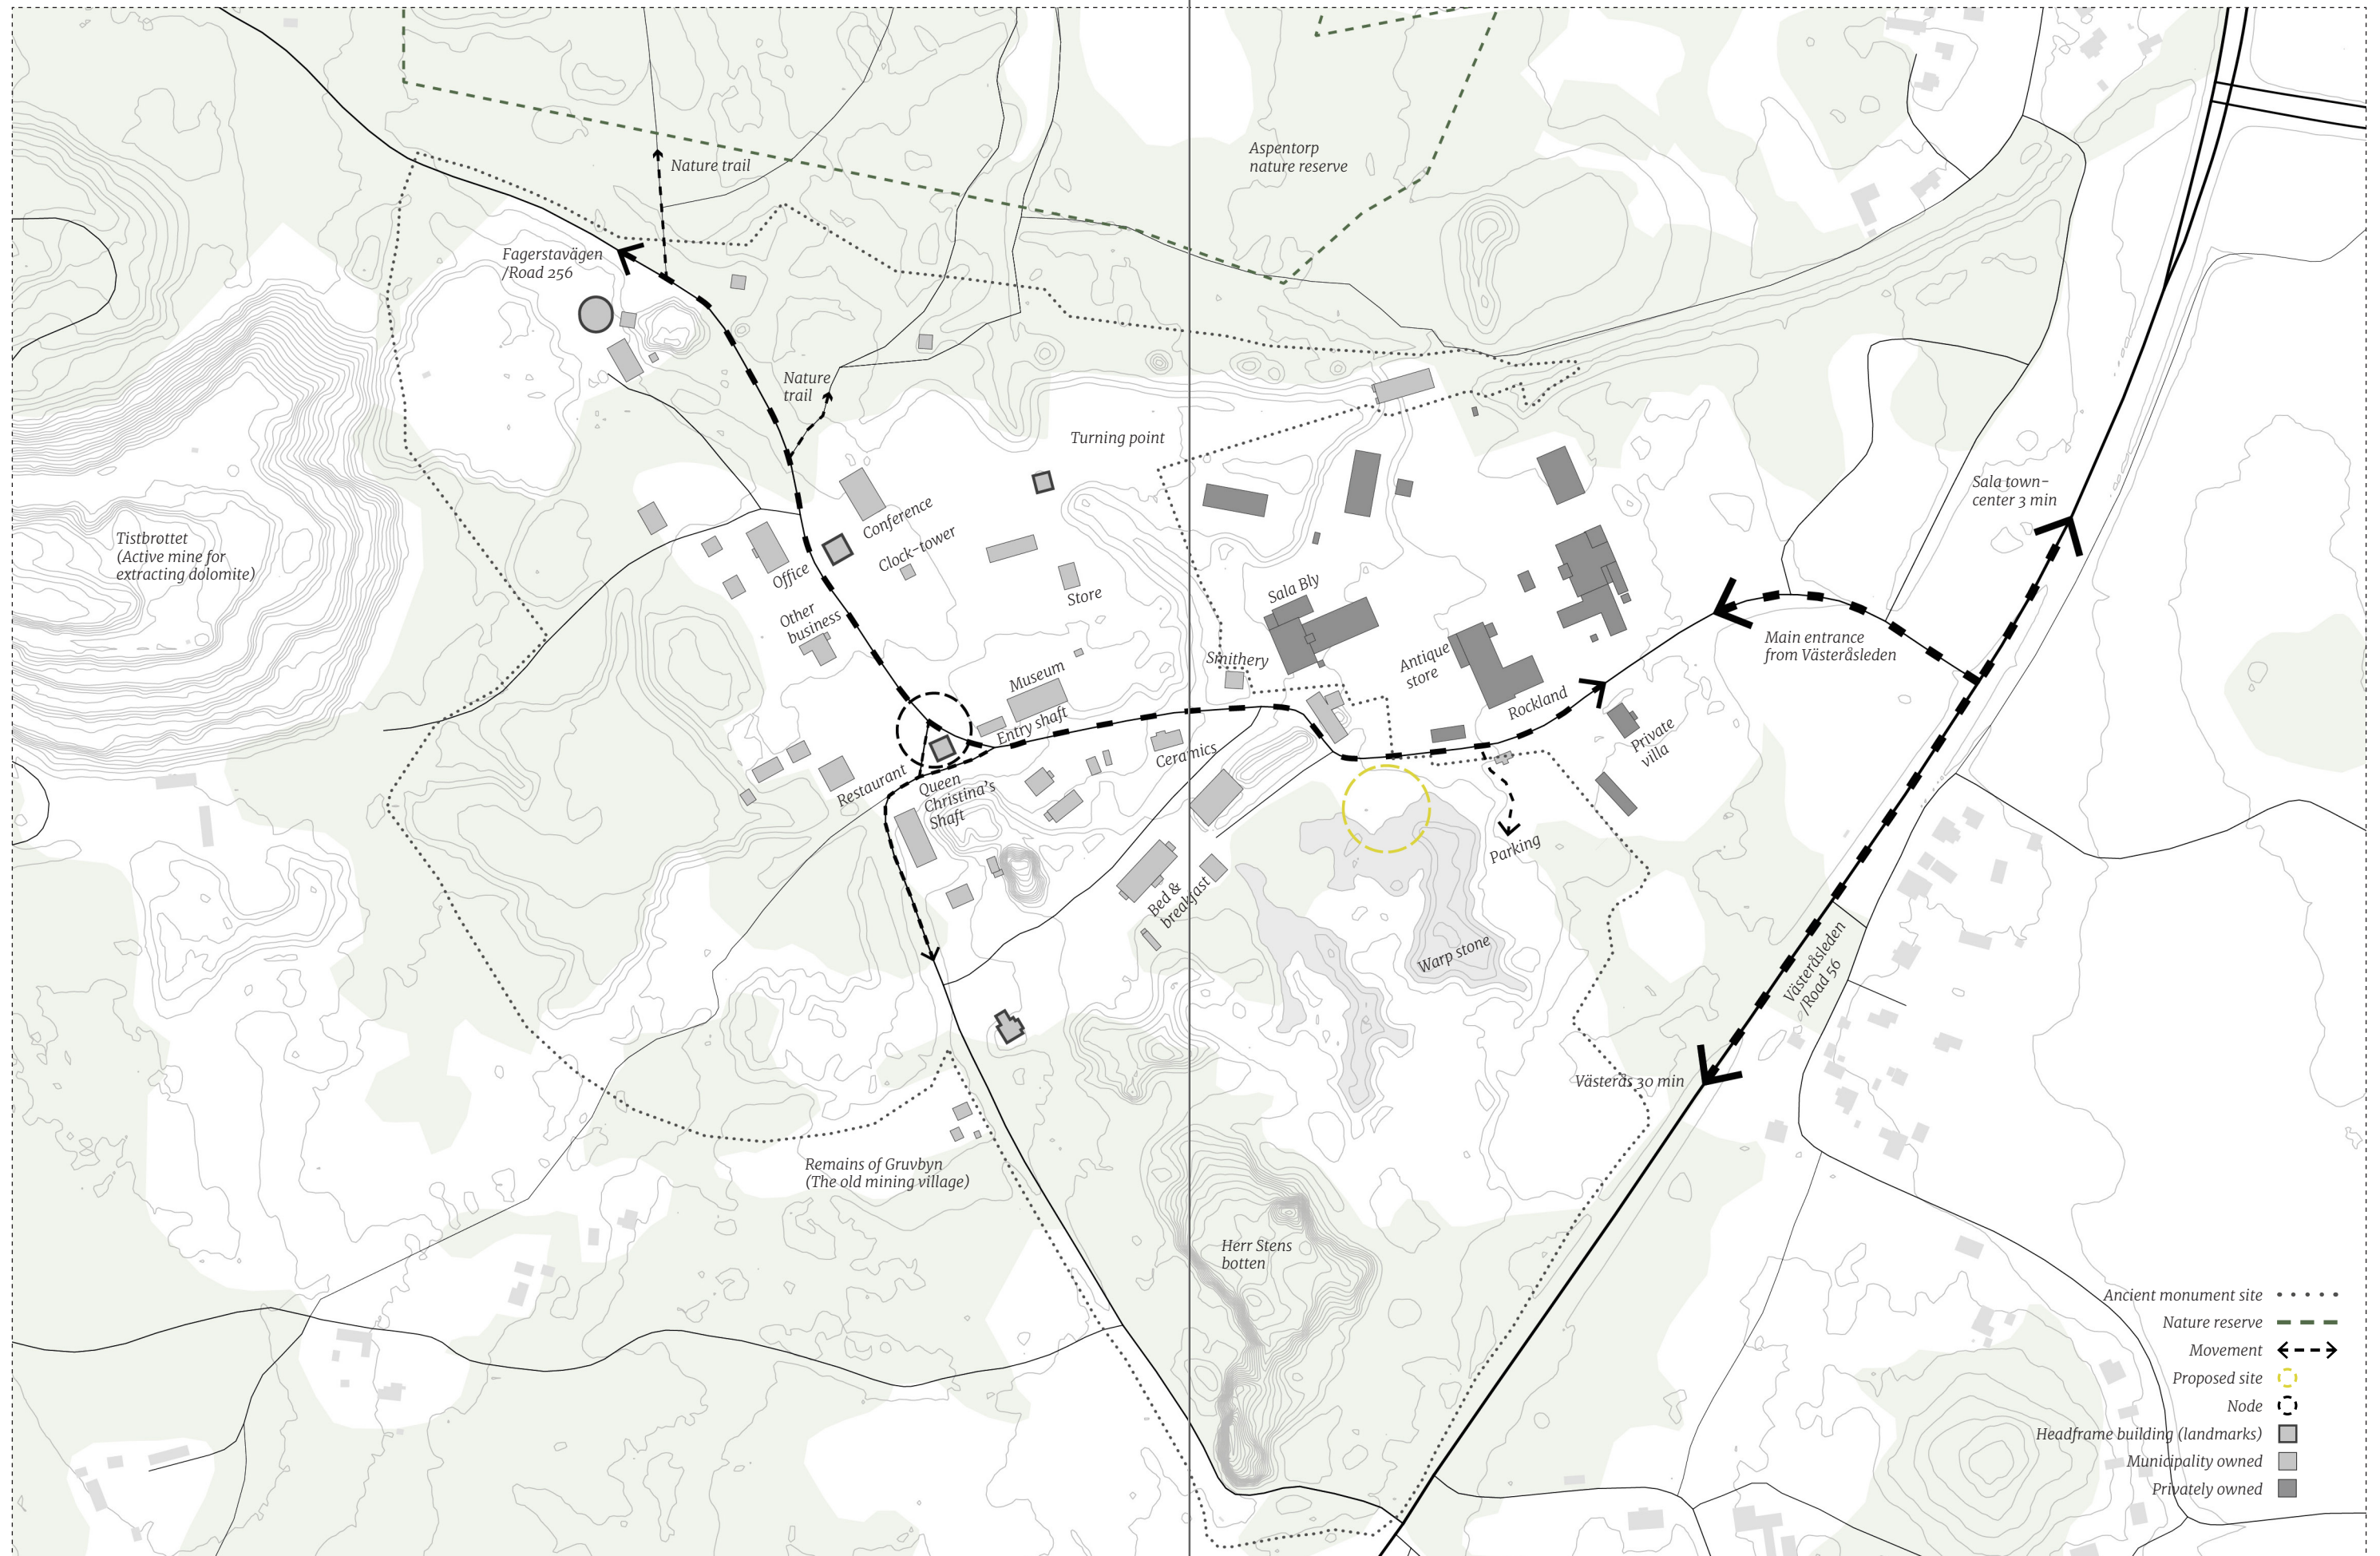 Nature trail
Aspentorp
nature reserve
Fagerstavägen
/Road 256
Nature
trail
Turning point
Sala town-
center 3 min
Tistbrottet
(Active mine for
extracting dolomite)
Conference
Clock-tower
Office
Store
Sala Bly
Other
business
Main entrance
from Västeråsleden
Smithery
Antique
store
Museum
Entry shaft
Rockland
Private
villa
Ceramics
Restaurant
Queen
Christina's
Shaft
Parking
Bed &
breakfast
Warp stone
Västeråsleden
/Road 56
Västerås 30 min
Remains of Gruvbyn
(The old mining village)
Herr Stens
botten
Ancient monument site
Nature reserve
Movement
Proposed site
Node
Headframe building (landmarks)
Municipality owned
Privately owned